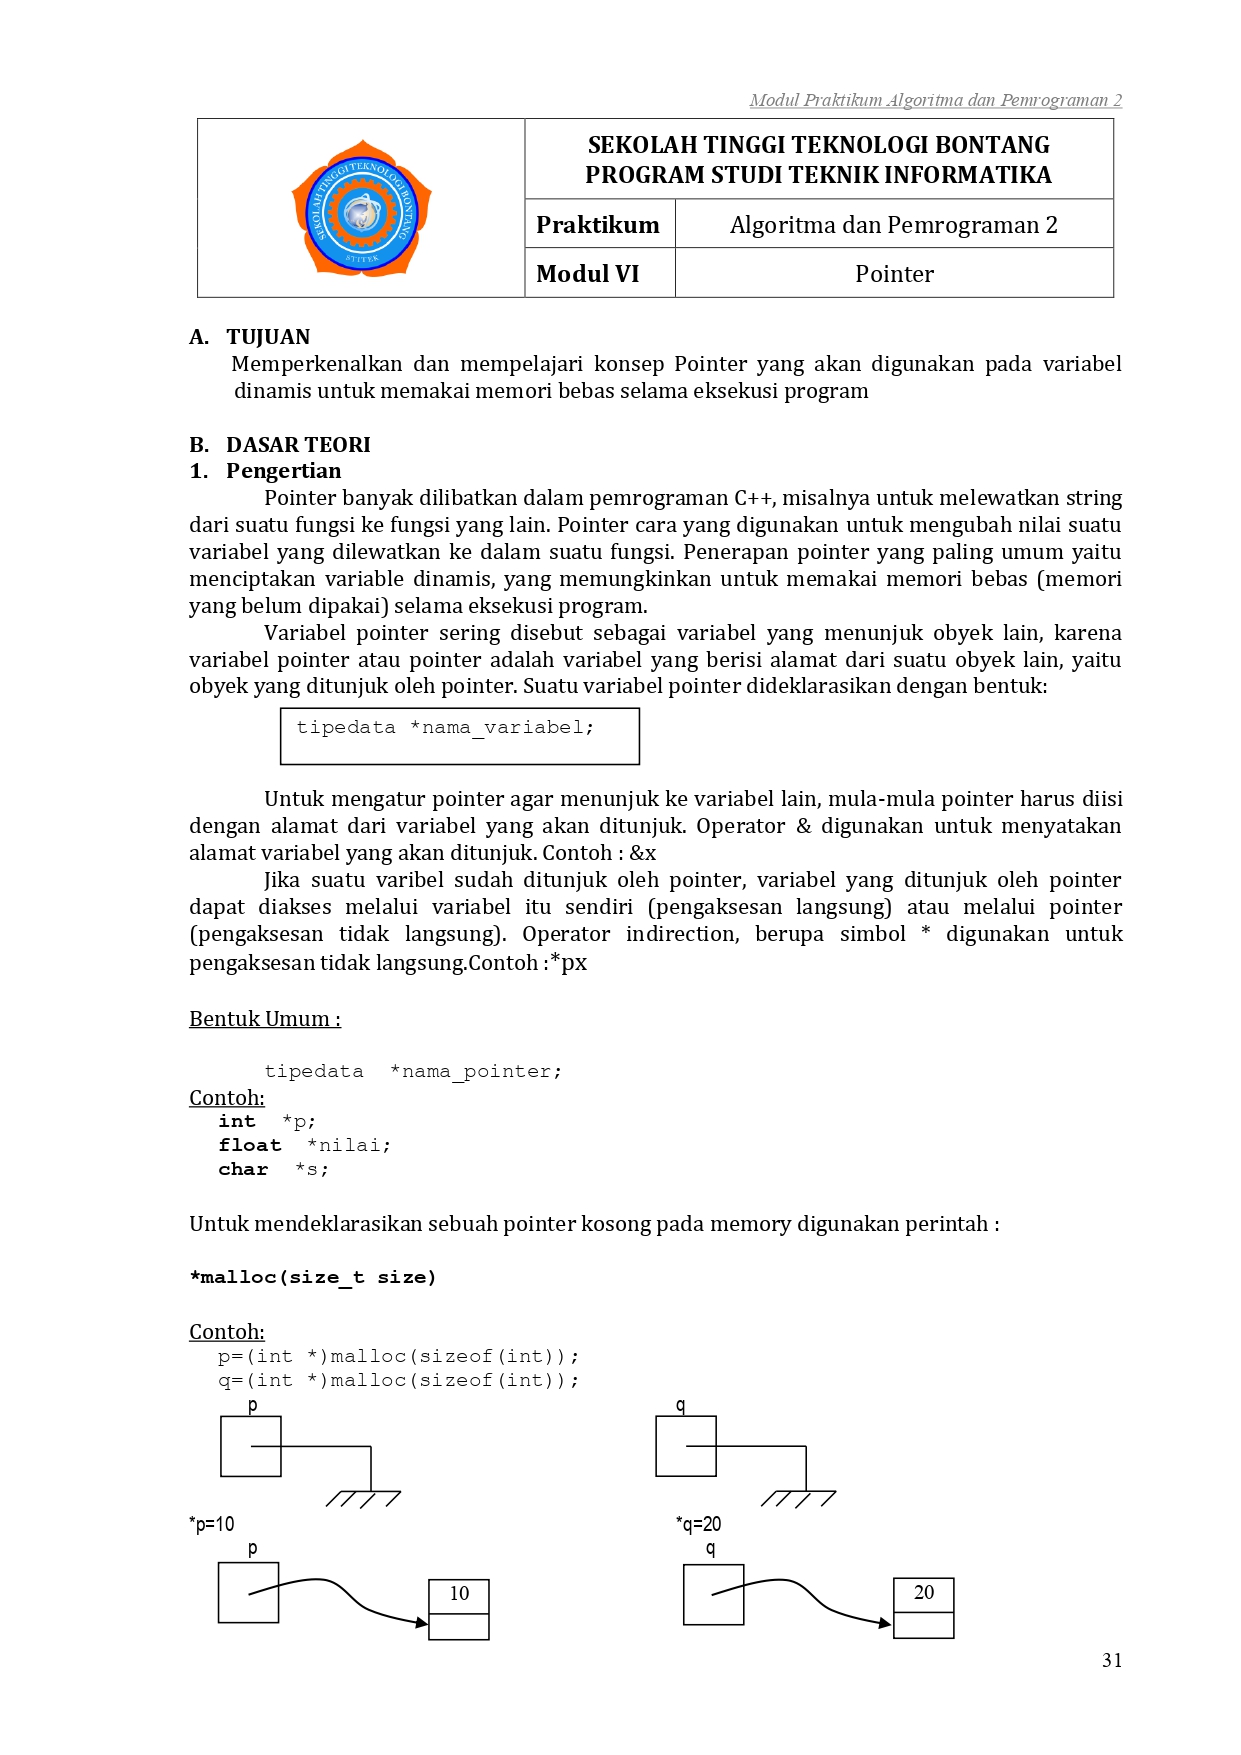 Modul Praktikum Algoritma dan Pemrograman 2
SEKOLAH TINGGI TEKNOLOGI BONTANG
STITEK
SEKOLAH TINGGI TEKNOLOGI BONTANG
PROGRAM STUDI TEKNIK INFORMATIKA
Praktikum Algoritma dan Pemrograman 2
Modul VI Pointer
A. TUJUAN
Memperkenalkan dan mempelajari konsep Pointer yang akan digunakan pada variabel
dinamis untuk memakai memori bebas selama eksekusi program
B. DASAR TEORI
1. Pengertian
Pointer banyak dilibatkan dalam pemrograman C++, misalnya untuk melewatkan string
dari suatu fungsi ke fungsi yang lain. Pointer cara yang digunakan untuk mengubah nilai suatu
variabel yang dilewatkan ke dalam suatu fungsi. Penerapan pointer yang paling umum yaitu
menciptakan variable dinamis, yang memungkinkan untuk memakai memori bebas (memori
yang belum dipakai) selama eksekusi program.
Variabel pointer sering disebut sebagai variabel yang menunjuk obyek lain, karena
variabel pointer atau pointer adalah variabel yang berisi alamat dari suatu obyek lain, yaitu
obyek yang ditunjuk oleh pointer. Suatu variabel pointer dideklarasikan dengan bentuk:
tipedata *nama_variabel;
Untuk mengatur pointer agar menunjuk ke variabel lain, mula-mula pointer harus diisi
dengan alamat dari variabel yang akan ditunjuk. Operator & digunakan untuk menyatakan
alamat variabel yang akan ditunjuk. Contoh : &x
Jika suatu varibel sudah ditunjuk oleh pointer, variabel yang ditunjuk oleh pointer
dapat diakses melalui variabel itu sendiri (pengaksesan langsung) atau melalui pointer
(pengaksesan tidak langsung). Operator indirection, berupa simbol * digunakan untuk
pengaksesan tidak langsung.Contoh :*px
Bentuk Umum :
tipedata *nama_pointer;
Contoh:
int *p;
float *nilai;
char *s;
Untuk mendeklarasikan sebuah pointer kosong pada memory digunakan perintah :
*malloc(size_t size)
Contoh:
p=(int *)malloc(sizeof(int));
q=(int *)malloc(sizeof(int));
p q
*p=10 *q=20
p q
10 20
31